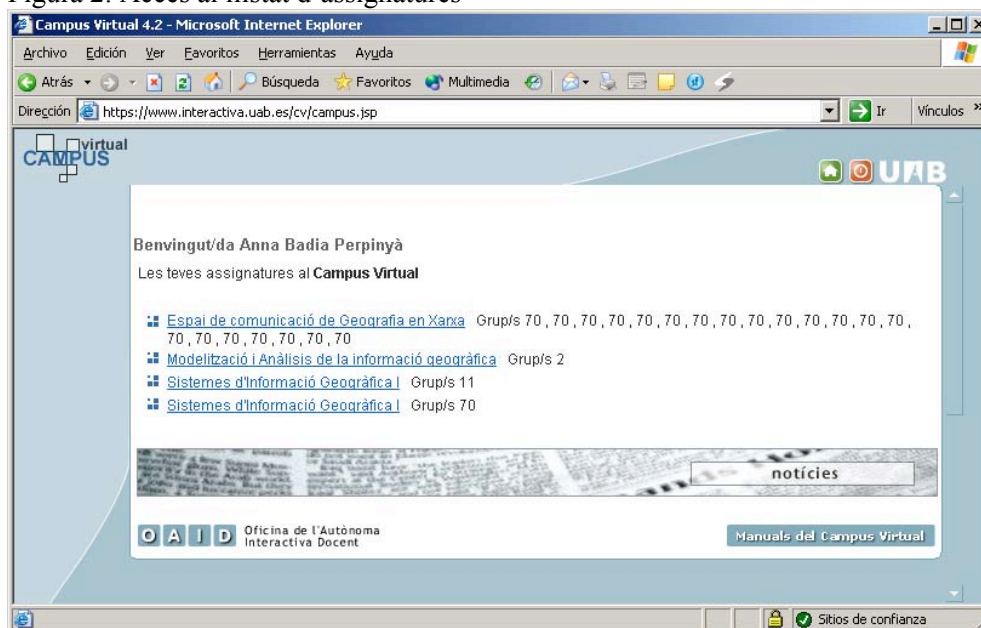 Figura 2. Accés al llistat d'assignatures
Campus Virtual 4.2 - Microsoft Internet Explorer
Archivo Edición Ver Favoritos Herramientas Ayuda
Atrás Búsqueda Favoritos Multimedia
Dirección https://www.interactiva.uab.es/cv/campus.jsp Ir Vínculos »
virtual
CAMPUS
UAB
Benvingut/da Anna Badia Perpinyà
Les teves assignatures al Campus Virtual
Espai de comunicació de Geografia en Xarxa Grup/s 70 , 70 , 70 , 70 , 70 , 70 , 70 , 70 , 70 , 70 , 70 , 70 , 70 , 70 ,
70 , 70 , 70 , 70 , 70 , 70 , 70
Modelització i Anàlisis de la informació geogràfica Grup/s 2
Sistemes d'Informació Geogràfica I Grup/s 11
Sistemes d'Informació Geogràfica I Grup/s 70
notícies
O A I D Oficina de l'Autònoma
Interactiva Docent
Manuals del Campus Virtual
Sitios de confianza